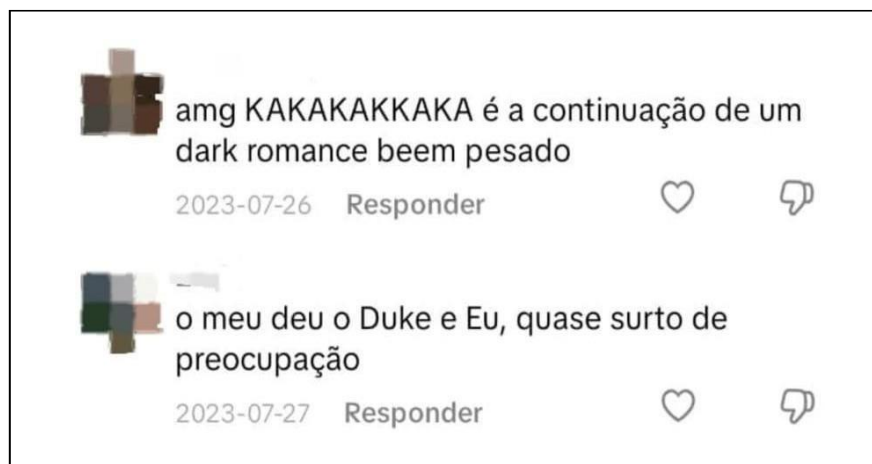 amg KAKAKAKKAKA é a continuação de um
dark romance beem pesado
2023-07-26 Responder
o meu deu o Duke e Eu, quase surto de
preocupação
2023-07-27 Responder